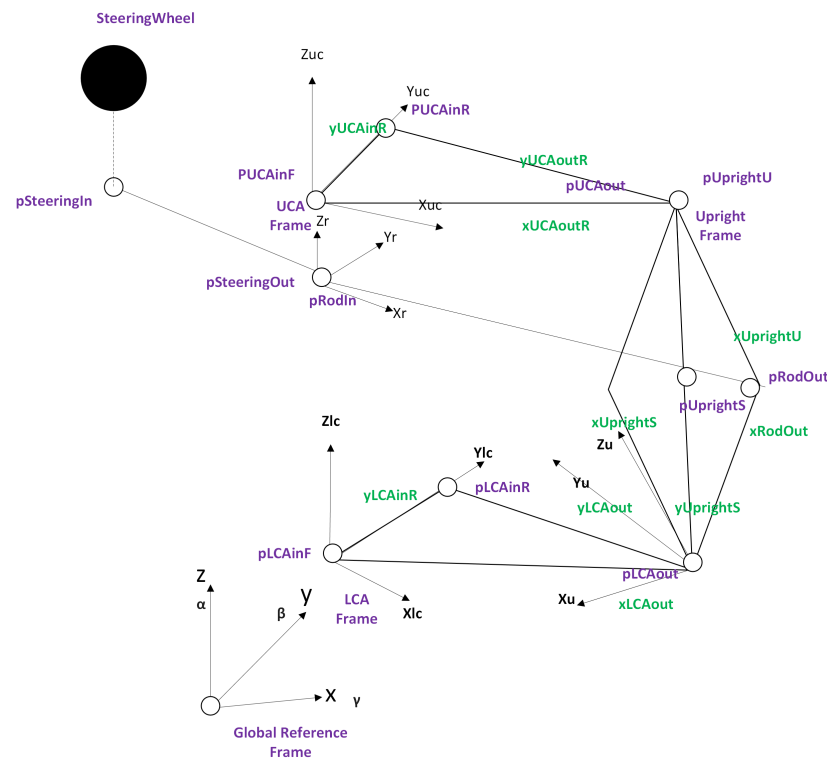 SteeringWheel
Zuc
Yuc
PUCAinR
yUCAinR
yUCAoutR
PUCAinF
pUCAout
pUprightU
pSteeringIn
UCA
Frame
Xuc
xUCAoutR
Upright
Frame
Zr
Yr
pSteeringOut
pRodIn
Xr
xUprightU
pRodOut
pUprightS
xUprightS
xRodOut
Zlc
Zu
Ylc
yLCAinR
pLCAinR
Yu
yLCAout
yUprightS
pLCAinF
pLCAout
Z
α
y
β
LCA
Frame
Xlc
Xu
xLCAout
X
γ
Global Reference
Frame